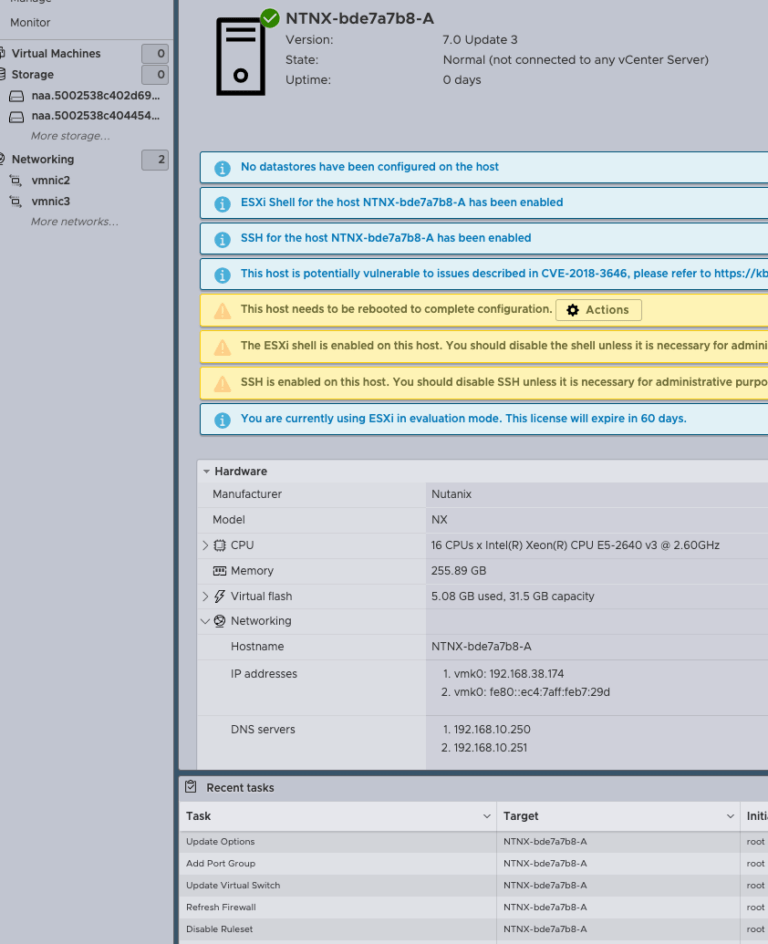 Manage
Monitor
Virtual Machines 0
Storage 0
naa.5002538c402d69...
naa.5002538c404454...
More storage...
Networking 2
vmnic2
vmnic3
More networks...
NTNX-bde7a7b8-A
Version: 7.0 Update 3
State: Normal (not connected to any vCenter Server)
Uptime: 0 days
No datastores have been configured on the host
ESXi Shell for the host NTNX-bde7a7b8-A has been enabled
SSH for the host NTNX-bde7a7b8-A has been enabled
This host is potentially vulnerable to issues described in CVE-2018-3646, please refer to https://kb
This host needs to be rebooted to complete configuration. Actions
The ESXi shell is enabled on this host. You should disable the shell unless it is necessary for admini
SSH is enabled on this host. You should disable SSH unless it is necessary for administrative purpo
You are currently using ESXi in evaluation mode. This license will expire in 60 days.
Hardware
Manufacturer Nutanix
Model NX
CPU 16 CPUs x Intel(R) Xeon(R) CPU E5-2640 v3 @ 2.60GHz
Memory 255.89 GB
Virtual flash 5.08 GB used, 31.5 GB capacity
Networking
Hostname NTNX-bde7a7b8-A
IP addresses 1. vmk0: 192.168.38.174
2. vmk0: fe80::ec4:7aff:feb7:29d
DNS servers 1. 192.168.10.250
2. 192.168.10.251
Recent tasks
Task Target Initi
Update Options NTNX-bde7a7b8-A root
Add Port Group NTNX-bde7a7b8-A root
Update Virtual Switch NTNX-bde7a7b8-A root
Refresh Firewall NTNX-bde7a7b8-A root
Disable Ruleset NTNX-bde7a7b8-A root